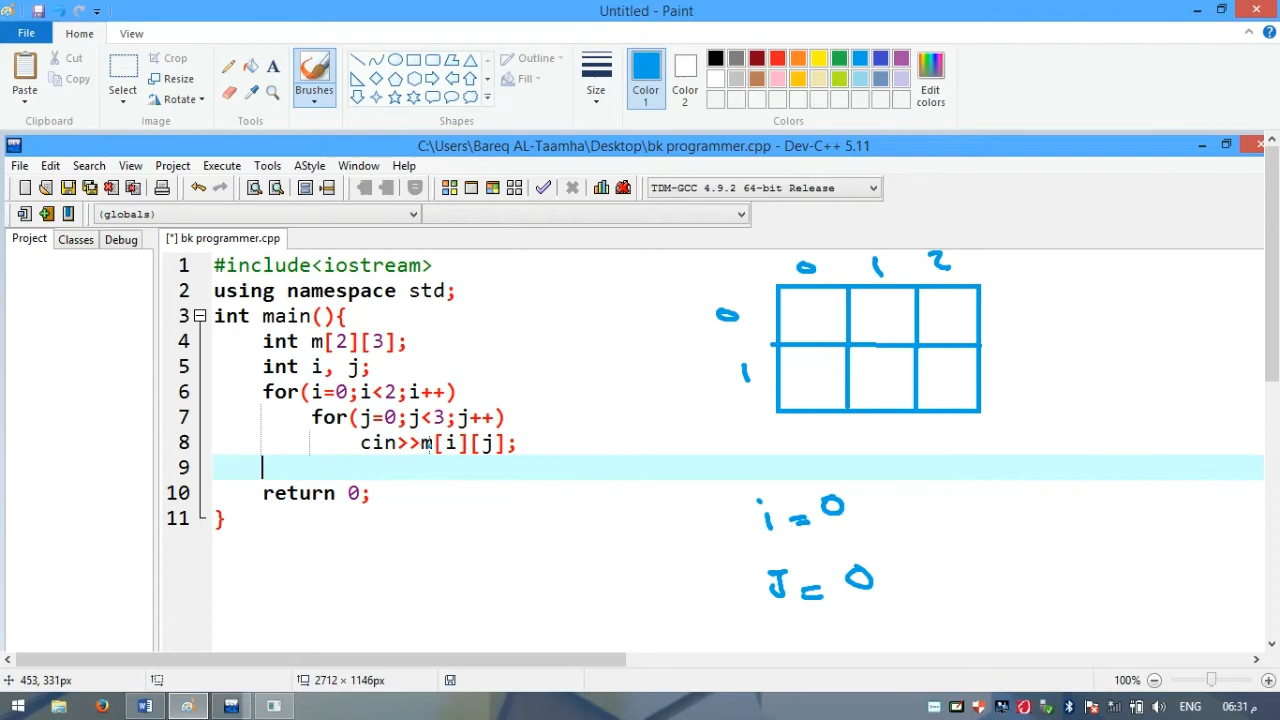 Untitled - Paint
File Home View
Paste
Cut
Copy
Clipboard
Select
Crop
Resize
Rotate
Image
A
Tools
Brushes
Outline
Fill
Shapes
Size
Color 1
Color 2
Edit colors
Colors
C:\Users\Bareq AL-Taamha\Desktop\bk programmer.cpp - Dev-C++ 5.11
File Edit Search View Project Execute Tools AStyle Window Help
TDM-GCC 4.9.2 64-bit Release
(globals)
Project Classes Debug [*] bk programmer.cpp
1 #include<iostream>
2 using namespace std;
3 int main(){
4 int m[2][3];
5 int i, j;
6 for(i=0;i<2;i++)
7 for(j=0;j<3;j++)
8 cin>>m[i][j];
9
10 return 0;
11 }
0 1 2
0
1
i = 0
J = 0
453, 331px 2712 × 1146px 100%
W ENG 06:31 م